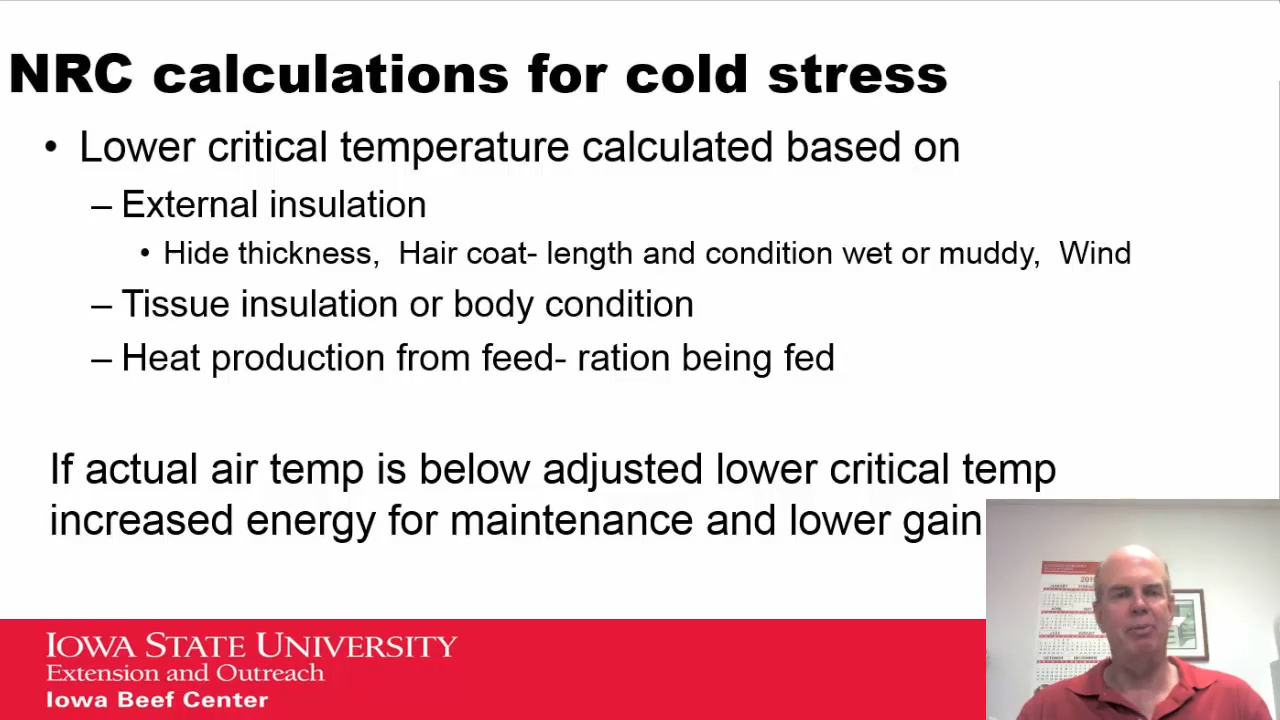 NRC calculations for cold stress
• Lower critical temperature calculated based on
– External insulation
• Hide thickness, Hair coat- length and condition wet or muddy, Wind
– Tissue insulation or body condition
– Heat production from feed- ration being fed
If actual air temp is below adjusted lower critical temp
increased energy for maintenance and lower gain
IOWA STATE UNIVERSITY
Extension and Outreach
Iowa Beef Center